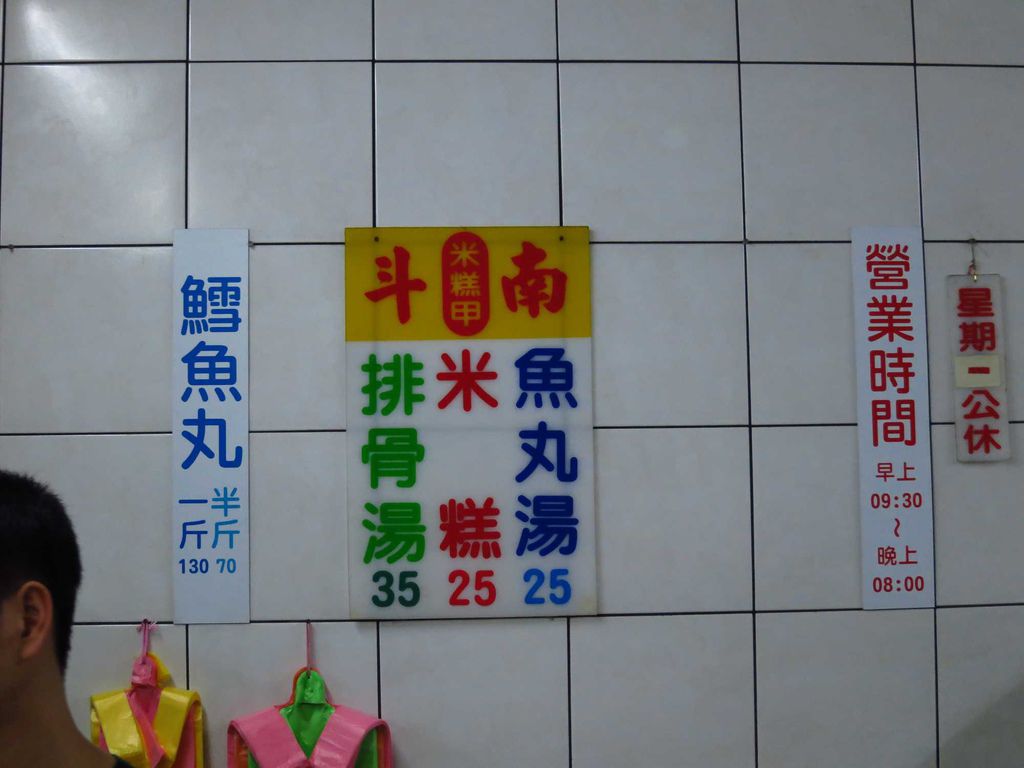 鱈魚丸
一斤 130
半斤 70
斗 米糕甲 南
排骨湯 35
米糕 25
魚丸湯 25
營業時間
早上
09:30
~
晚上
08:00
星期一公休